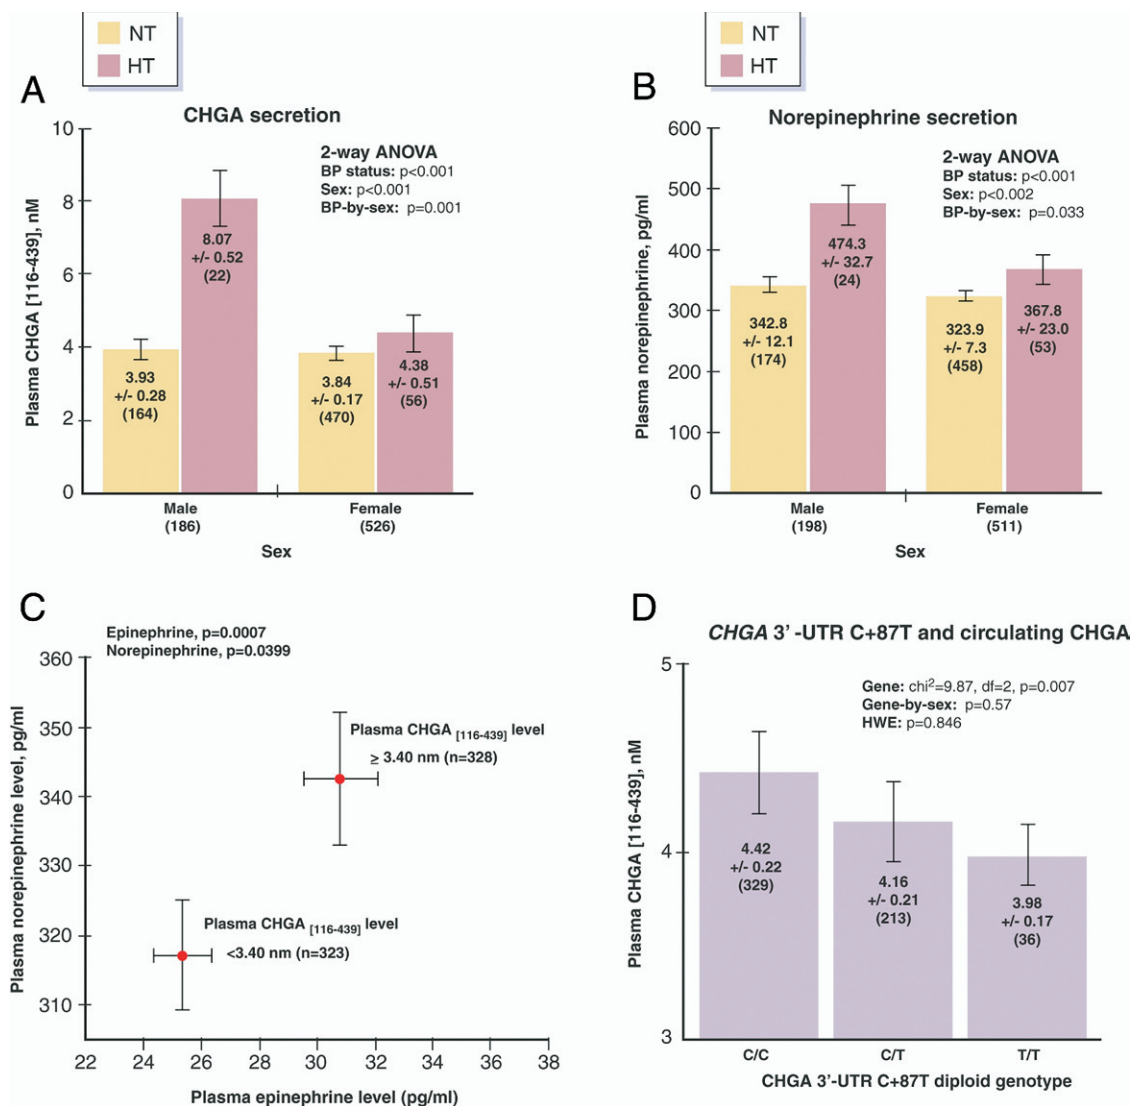 NT
HT
A
CHGA secretion
10
8
6
4
2
0
Plasma CHGA [116-439], nM
2-way ANOVA
BP status: p<0.001
Sex: p<0.001
BP-by-sex: p=0.001
3.93
+/- 0.28
(164)
8.07
+/- 0.52
(22)
3.84
+/- 0.17
(470)
4.38
+/- 0.51
(56)
Male
(186)
Female
(526)
Sex
NT
HT
B
Norepinephrine secretion
600
500
400
300
200
100
0
Plasma norepinephrine, pg/ml
2-way ANOVA
BP status: p<0.001
Sex: p<0.002
BP-by-sex: p=0.033
342.8
+/- 12.1
(174)
474.3
+/- 32.7
(24)
323.9
+/- 7.3
(458)
367.8
+/- 23.0
(53)
Male
(198)
Female
(511)
Sex
C
Epinephrine, p=0.0007
Norepinephrine, p=0.0399
360
350
340
330
320
310
Plasma norepinephrine level, pg/ml
Plasma CHGA [116-439] level
≥ 3.40 nm (n=328)
Plasma CHGA [116-439] level
<3.40 nm (n=323)
22 24 26 28 30 32 34 36 38
Plasma epinephrine level (pg/ml)
D
CHGA 3' -UTR C+87T and circulating CHGA
5
4
3
Plasma CHGA [116-439], nM
Gene: chi2=9.87, df=2, p=0.007
Gene-by-sex: p=0.57
HWE: p=0.846
4.42
+/- 0.22
(329)
4.16
+/- 0.21
(213)
3.98
+/- 0.17
(36)
C/C C/T T/T
CHGA 3'-UTR C+87T diploid genotype